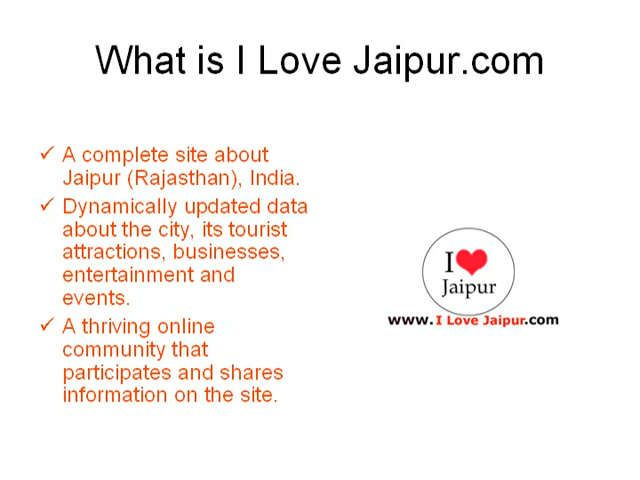 What is I Love Jaipur.com
✓ A complete site about
Jaipur (Rajasthan), India.
✓ Dynamically updated data
about the city, its tourist
attractions, businesses,
entertainment and
events.
✓ A thriving online
community that
participates and shares
information on the site.
I ❤
Jaipur
www.I Love Jaipur.com